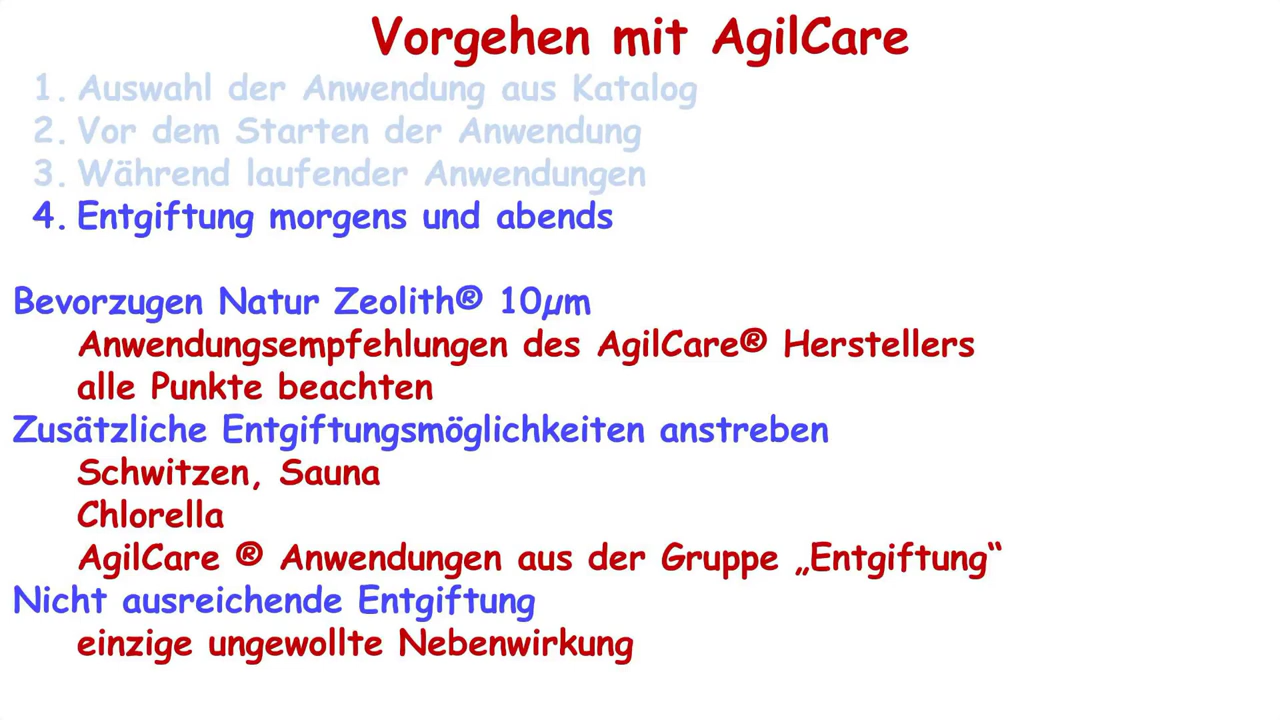 Vorgehen mit AgilCare
1. Auswahl der Anwendung aus Katalog
2. Vor dem Starten der Anwendung
3. Während laufender Anwendungen
4. Entgiftung morgens und abends
Bevorzugen Natur Zeolith® 10µm
Anwendungsempfehlungen des AgilCare® Herstellers
alle Punkte beachten
Zusätzliche Entgiftungsmöglichkeiten anstreben
Schwitzen, Sauna
Chlorella
AgilCare ® Anwendungen aus der Gruppe „Entgiftung“
Nicht ausreichende Entgiftung
einzige ungewollte Nebenwirkung